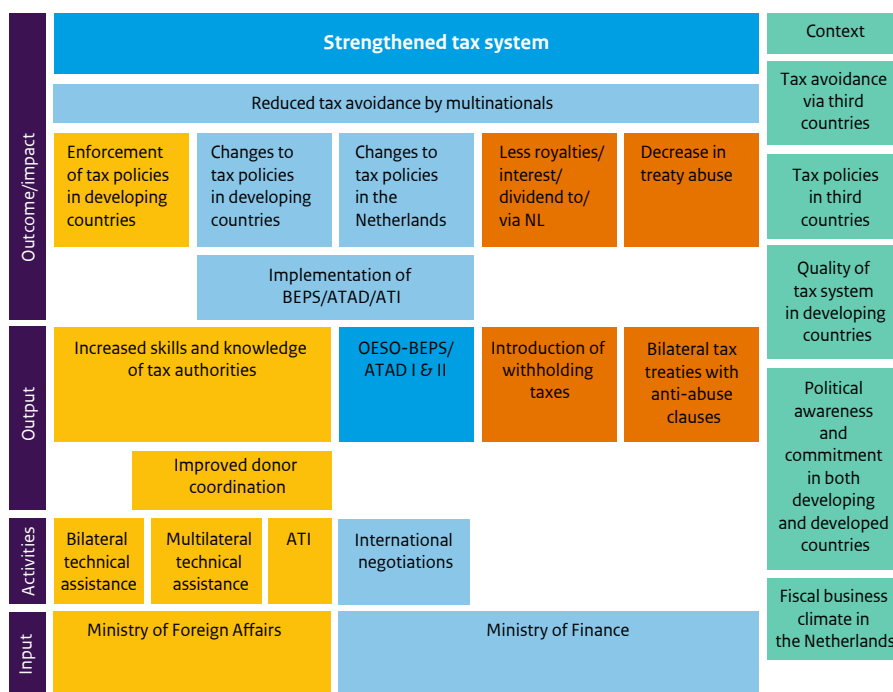 Outcome/impact
Strengthened tax system
Reduced tax avoidance by multinationals
Enforcement
of tax policies
in developing
countries
Changes to
tax policies
in developing
countries
Changes to
tax policies
in the
Netherlands
Less royalties/
interest/
dividend to/
via NL
Decrease in
treaty abuse
Implementation of
BEPS/ATAD/ATI
Output
Increased skills and knowledge
of tax authorities
OESO-BEPS/
ATAD I & II
Introduction of
withholding
taxes
Bilateral tax
treaties with
anti-abuse
clauses
Improved donor
coordination
Activities
Bilateral
technical
assistance
Multilateral
technical
assistance
ATI
International
negotiations
Input
Ministry of Foreign Affairs
Ministry of Finance
Context
Tax avoidance
via third
countries
Tax policies
in third
countries
Quality of
tax system
in developing
countries
Political
awareness
and
commitment
in both
developing
and developed
countries
Fiscal business
climate in
the Netherlands